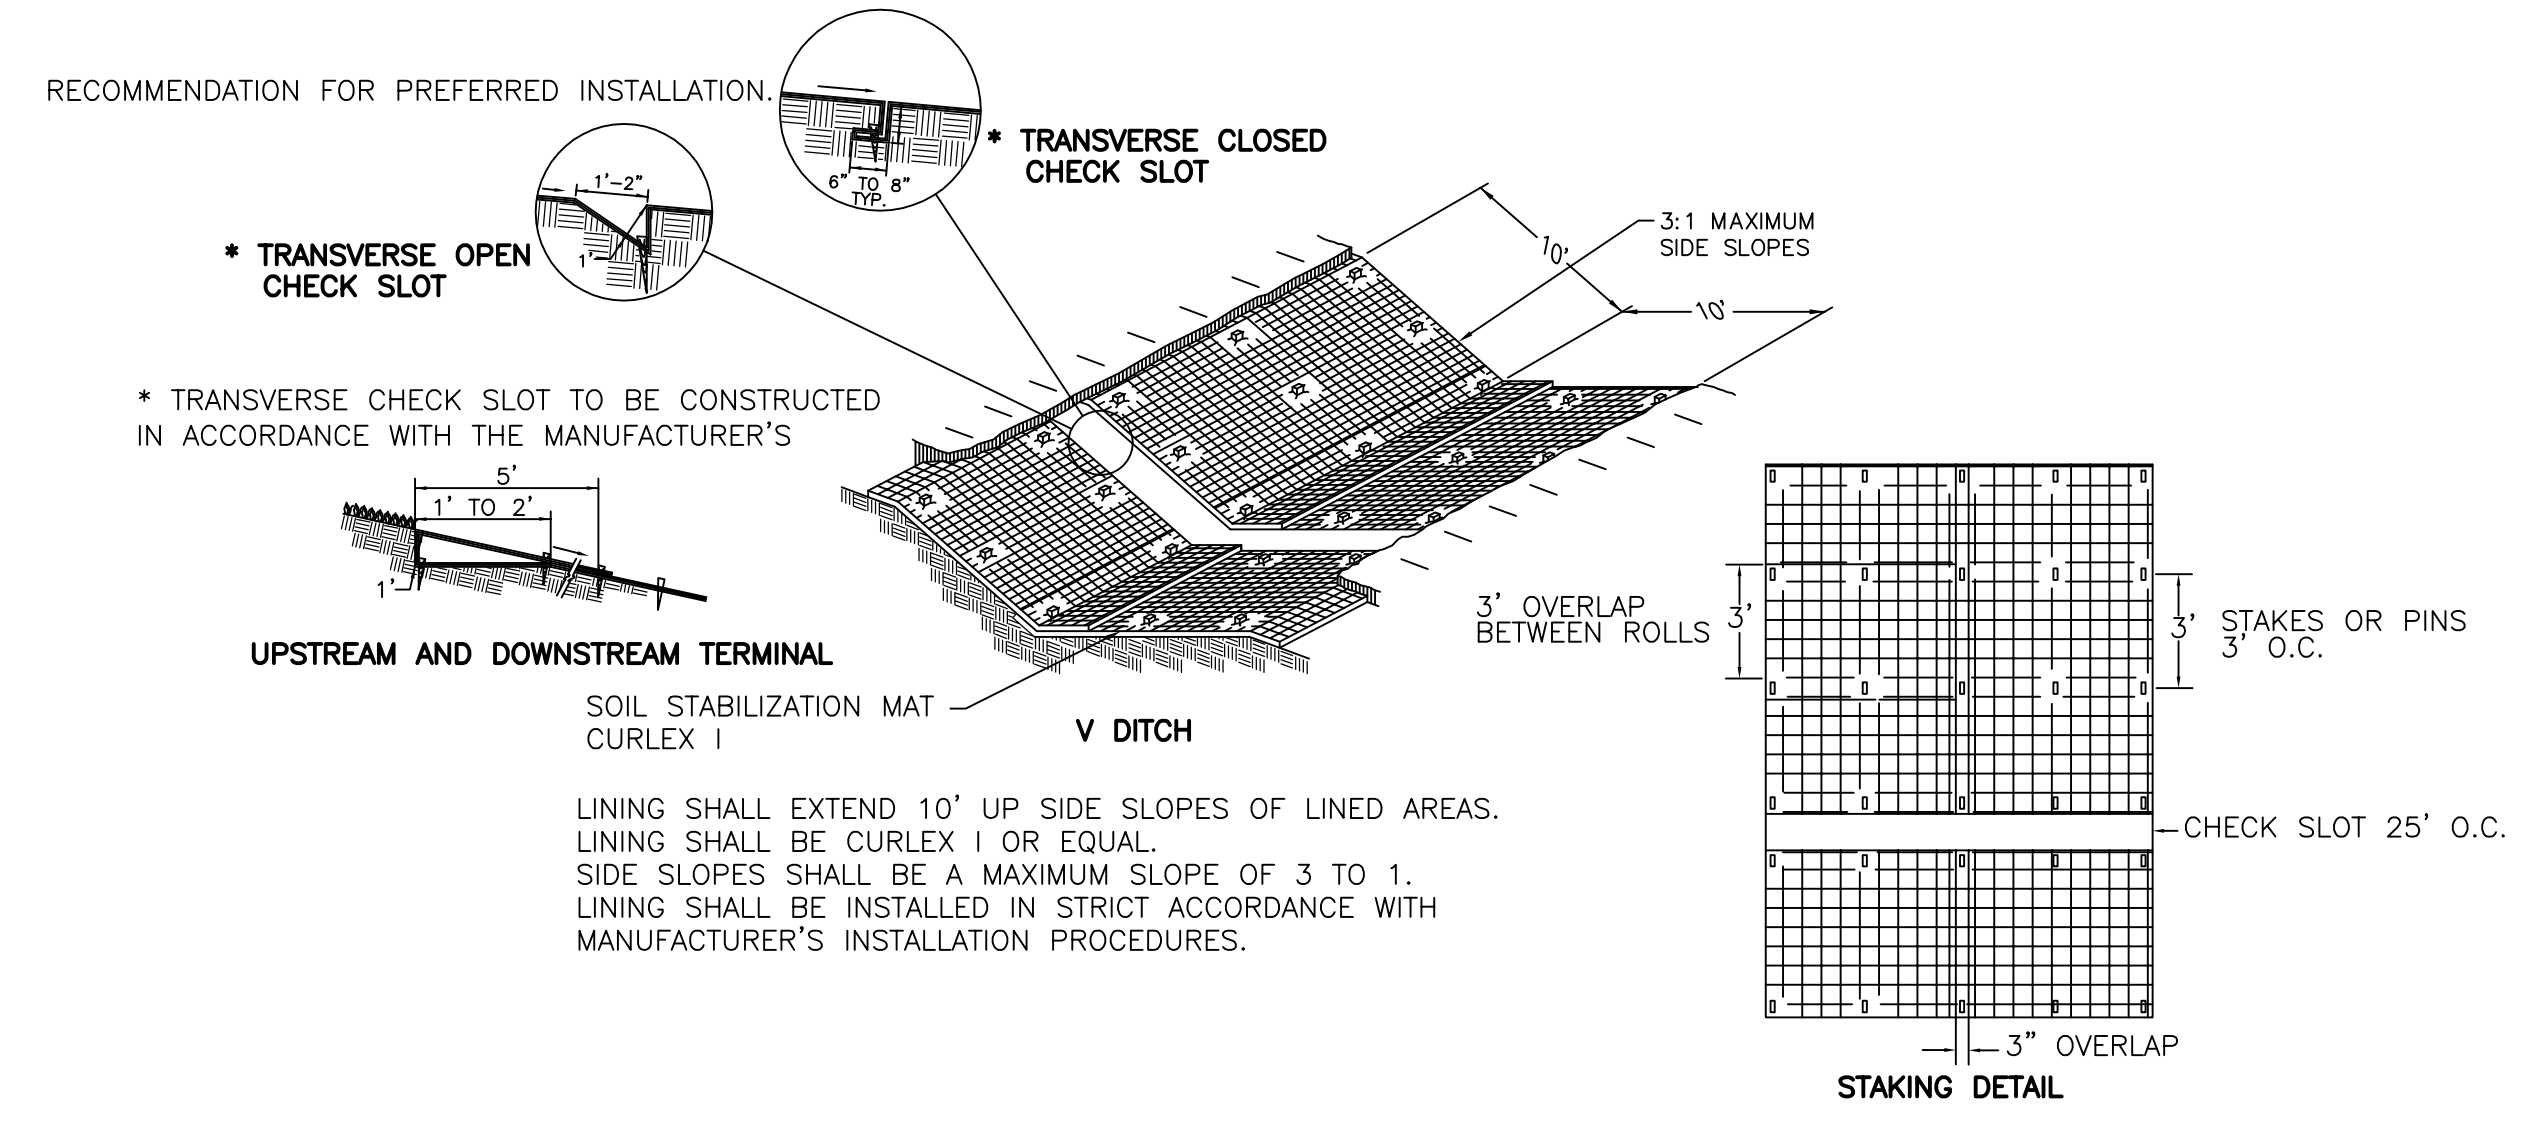 RECOMMENDATION FOR PREFERRED INSTALLATION.
* TRANSVERSE CLOSED
CHECK SLOT
6" TO 8"
TYP.
1'-2"
1'
* TRANSVERSE OPEN
CHECK SLOT
10'
3:1 MAXIMUM
SIDE SLOPES
10'
* TRANSVERSE CHECK SLOT TO BE CONSTRUCTED
IN ACCORDANCE WITH THE MANUFACTURER'S
5'
1' TO 2'
1'
UPSTREAM AND DOWNSTREAM TERMINAL
SOIL STABILIZATION MAT
CURLEX I
V DITCH
LINING SHALL EXTEND 10' UP SIDE SLOPES OF LINED AREAS.
LINING SHALL BE CURLEX I OR EQUAL.
SIDE SLOPES SHALL BE A MAXIMUM SLOPE OF 3 TO 1.
LINING SHALL BE INSTALLED IN STRICT ACCORDANCE WITH
MANUFACTURER'S INSTALLATION PROCEDURES.
3' OVERLAP
BETWEEN ROLLS
3'
3'
STAKES OR PINS
3' O.C.
CHECK SLOT 25' O.C.
3" OVERLAP
STAKING DETAIL